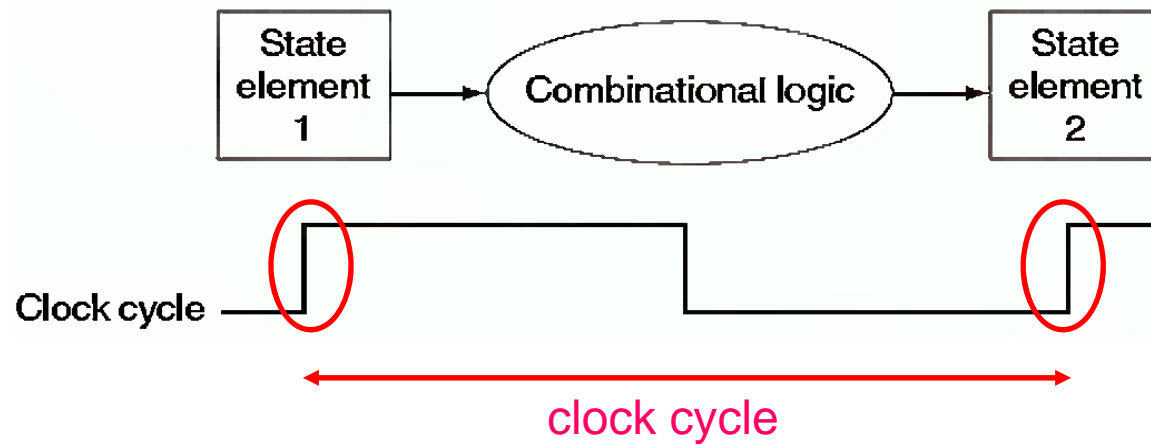 State
element
1
Combinational logic
State
element
2
Clock cycle
clock cycle